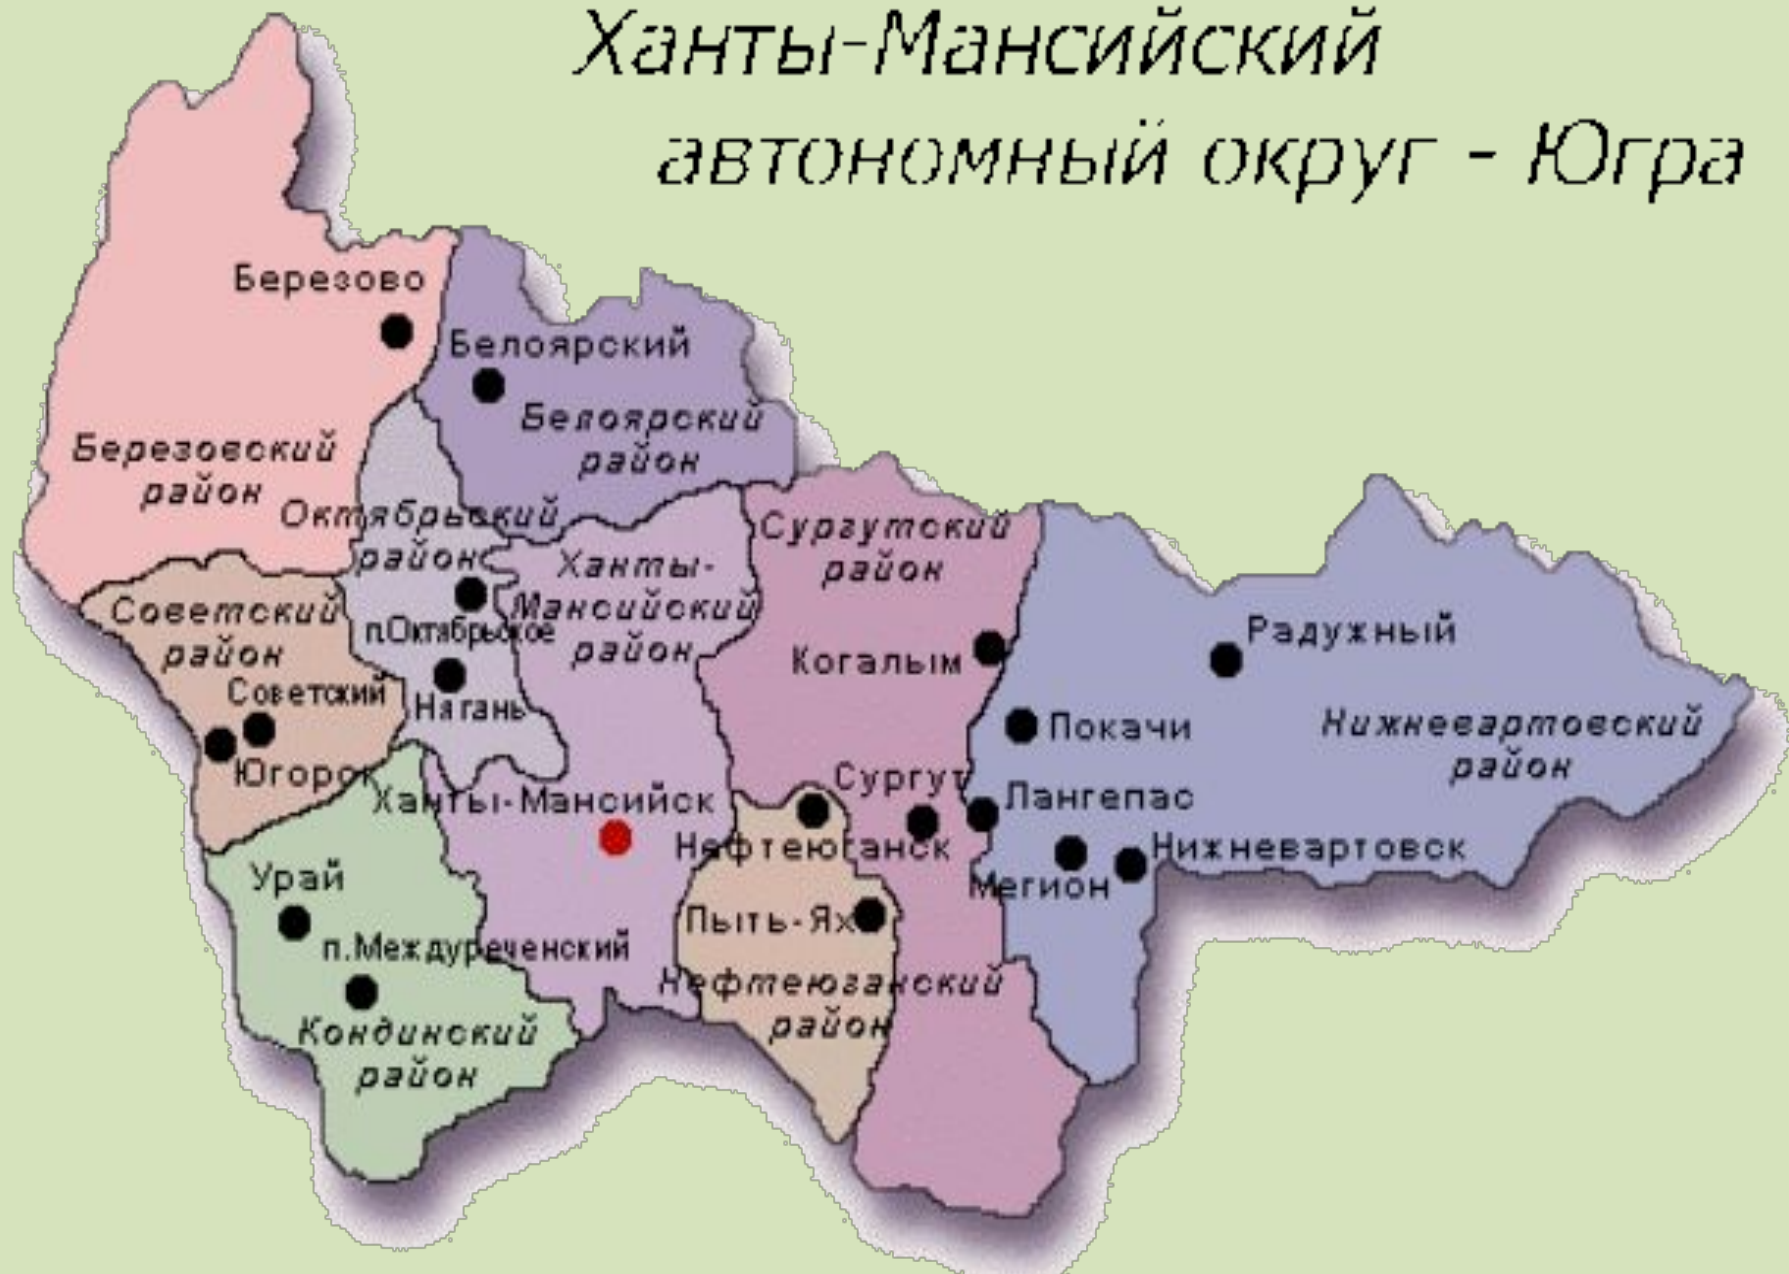 Ханты-Мансийский
автономный округ - Югра
Березово
Белоярский
Белоярский
район
Березовский
район
Октябрьский
район
Ханты-
Мансийский
район
Сургутский
район
Советский
район
п.Октябрьское
Когалым
Радужный
Советский
Нягань
Покачи
Нижневартовский
район
Югорск
Ханты-Мансийск
Сургут
Лангепас
Нефтеюганск
Нижневартовск
Мегион
Урай
Пыть-Ях
п.Междуреченский
Нефтеюганский
район
Кондинский
район